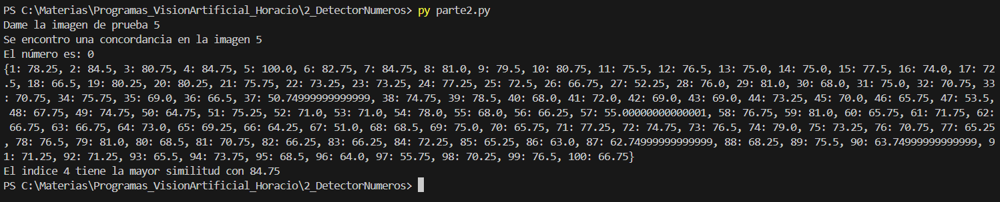 PS C:\Materias\Programas_VisionArtificial_Horacio\2_DetectorNumeros> py parte2.py
Dame la imagen de prueba 5
Se encontro una concordancia en la imagen 5
El número es: 0
{1: 78.25, 2: 84.5, 3: 80.75, 4: 84.75, 5: 100.0, 6: 82.75, 7: 84.75, 8: 81.0, 9: 79.5, 10: 80.75, 11: 75.5, 12: 76.5, 13: 75.0, 14: 75.0, 15: 77.5, 16: 74.0, 17: 72
.5, 18: 66.5, 19: 80.25, 20: 80.25, 21: 75.75, 22: 73.25, 23: 73.25, 24: 77.25, 25: 72.5, 26: 66.75, 27: 52.25, 28: 76.0, 29: 81.0, 30: 68.0, 31: 75.0, 32: 70.75, 33
: 70.75, 34: 75.75, 35: 69.0, 36: 66.5, 37: 50.74999999999999, 38: 74.75, 39: 78.5, 40: 68.0, 41: 72.0, 42: 69.0, 43: 69.0, 44: 73.25, 45: 70.0, 46: 65.75, 47: 53.5,
 48: 67.75, 49: 74.75, 50: 64.75, 51: 75.25, 52: 71.0, 53: 71.0, 54: 78.0, 55: 68.0, 56: 66.25, 57: 55.00000000000001, 58: 76.75, 59: 81.0, 60: 65.75, 61: 71.75, 62:
 66.75, 63: 66.75, 64: 73.0, 65: 69.25, 66: 64.25, 67: 51.0, 68: 68.5, 69: 75.0, 70: 65.75, 71: 77.25, 72: 74.75, 73: 76.5, 74: 79.0, 75: 73.25, 76: 70.75, 77: 65.25
, 78: 76.5, 79: 81.0, 80: 68.5, 81: 70.75, 82: 66.25, 83: 66.25, 84: 72.25, 85: 65.25, 86: 63.0, 87: 62.74999999999999, 88: 68.25, 89: 75.5, 90: 63.74999999999999, 9
1: 71.25, 92: 71.25, 93: 65.5, 94: 73.75, 95: 68.5, 96: 64.0, 97: 55.75, 98: 70.25, 99: 76.5, 100: 66.75}
El indice 4 tiene la mayor similitud con 84.75
PS C:\Materias\Programas_VisionArtificial_Horacio\2_DetectorNumeros>